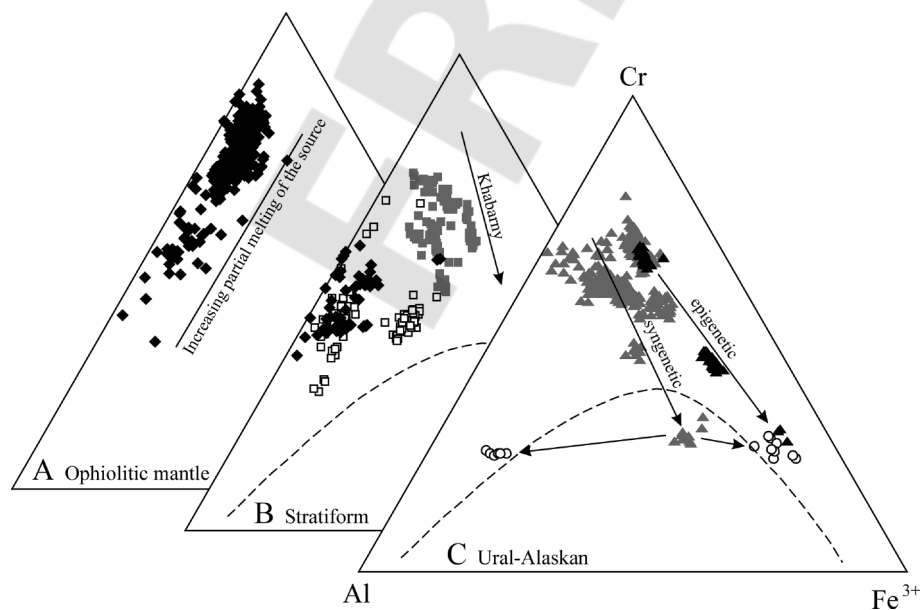 Cr
Increasing partial melting of the source
Khabarny
epigenetic
syngenetic
A Ophiolitic mantle
B Stratiform
C Ural-Alaskan
Al
Fe³⁺